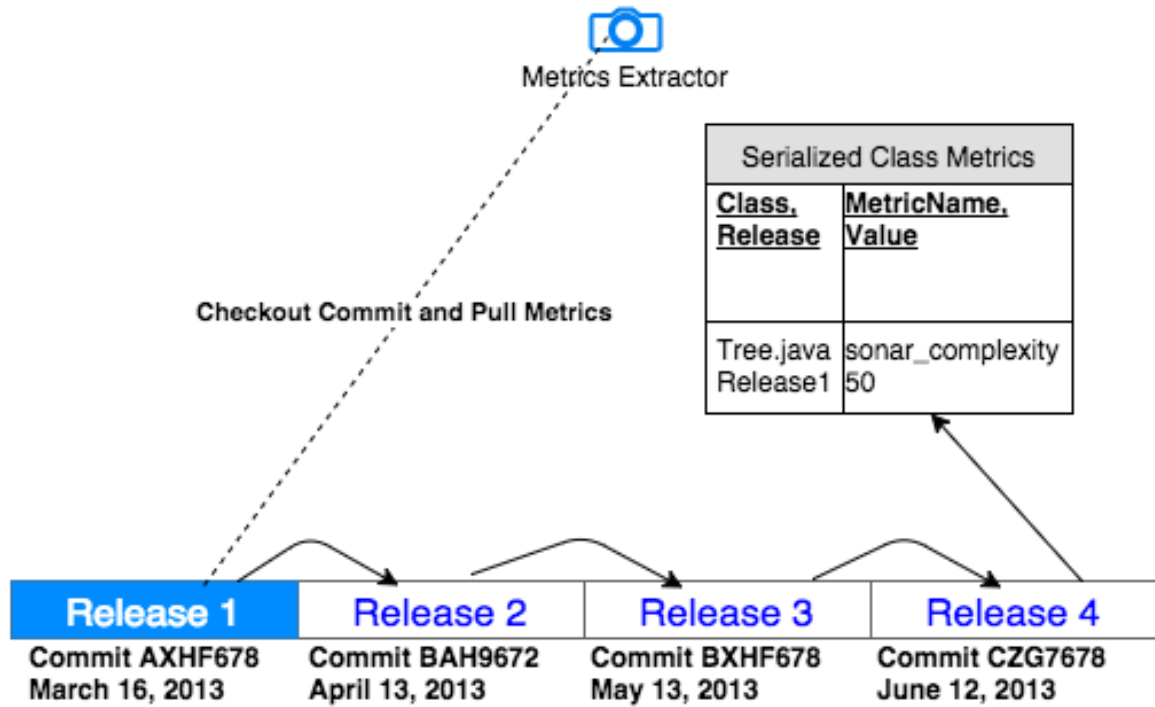 Metrics Extractor
Serialized Class Metrics
Class, MetricName,
Release Value
Checkout Commit and Pull Metrics
Tree.java sonar_complexity
Release1 50
Release 1 Release 2 Release 3 Release 4
Commit AXHF678 Commit BAH9672 Commit BXHF678 Commit CZG7678
March 16, 2013 April 13, 2013 May 13, 2013 June 12, 2013